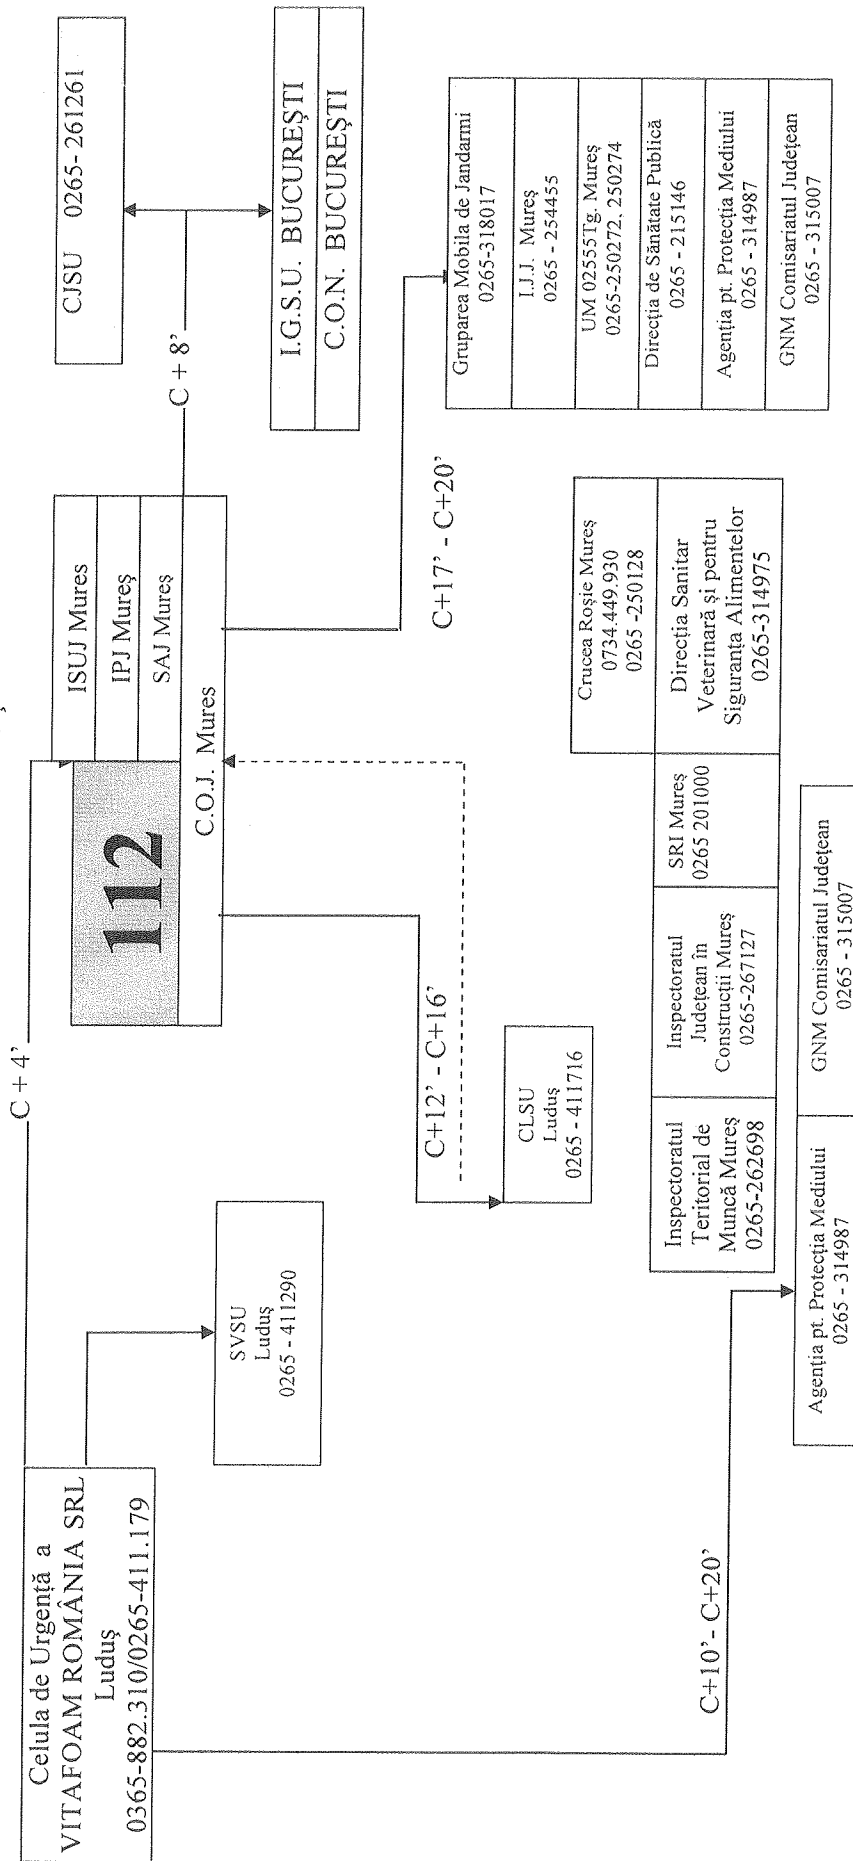 Celula de Urgență a
VITAFOAM ROMÂNIA SRL
Luduș
0365-882.310/0265-411.179
C + 4’
SVSU
Luduș
0265 - 411290
112
ISUJ Mures
IPJ Mureș
SAJ Mureș
C.O.J. Mures
C + 8’
CJSU 0265- 261261
I.G.S.U. BUCUREȘTI
C.O.N. BUCUREȘTI
C+12’ - C+16’
CLSU
Luduș
0265 - 411716
C+17’ - C+20’
Gruparea Mobila de Jandarmi
0265-318017
I.J.J. Mureș
0265 - 254455
UM 02555Tg. Mureș
0265-250272, 250274
Direcția de Sănătate Publică
0265 - 215146
Agenția pt. Protecția Mediului
0265 - 314987
GNM Comisariatul Județean
0265 - 315007
Crucea Roșie Mureș
0734.449.930
0265 -250128
Inspectoratul
Teritorial de
Muncă Mureș
0265-262698
Inspectoratul
Județean în
Construcții Mureș
0265-267127
SRI Mureș
0265 201000
Direcția Sanitar
Veterinară și pentru
Siguranța Alimentelor
0265-314975
C+10’- C+20’
Agenția pt. Protecția Mediului
0265 - 314987
GNM Comisariatul Județean
0265 - 315007